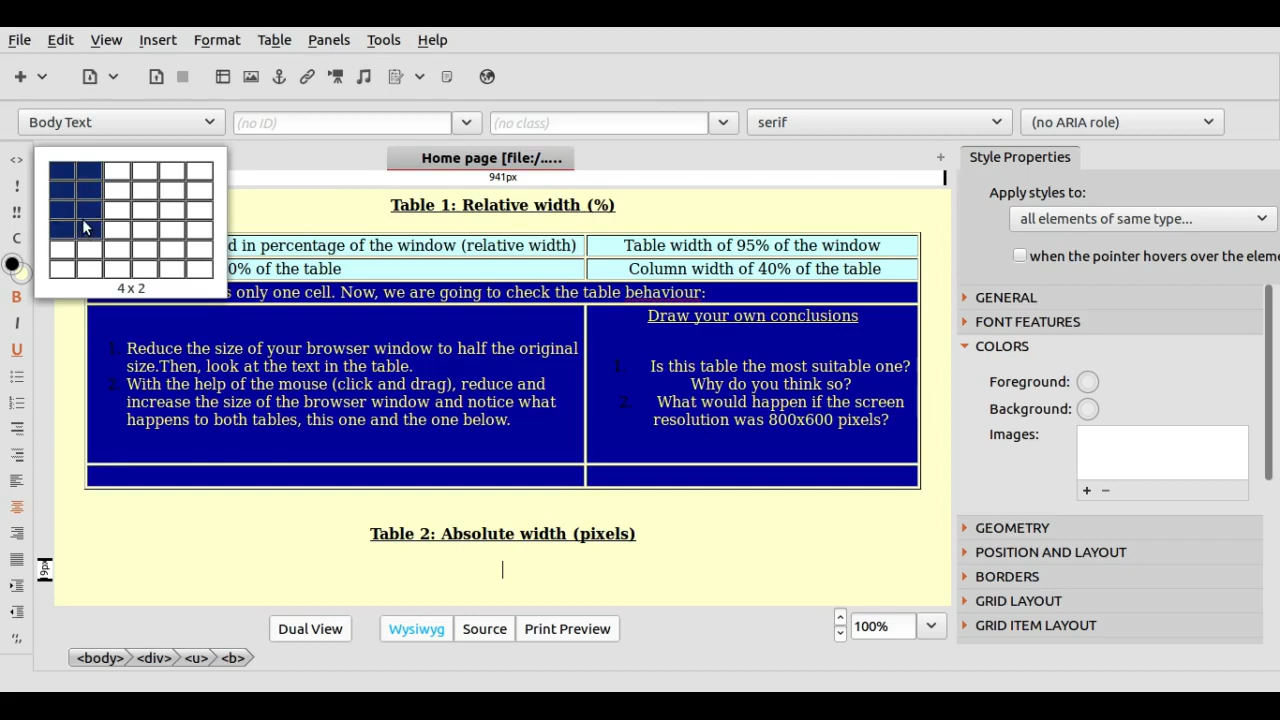 File Edit View Insert Format Table Panels Tools Help
Body Text (no ID) (no class) serif (no ARIA role)
Home page [file:/..... +
Style Properties
941px
4 x 2
Table 1: Relative width (%)
d in percentage of the window (relative width) Table width of 95% of the window
0% of the table Column width of 40% of the table
only one cell. Now, we are going to check the table behaviour:
Draw your own conclusions
1. Reduce the size of your browser window to half the original
size.Then, look at the text in the table.
2. With the help of the mouse (click and drag), reduce and
increase the size of the browser window and notice what
happens to both tables, this one and the one below.
1. Is this table the most suitable one?
Why do you think so?
2. What would happen if the screen
resolution was 800x600 pixels?
Table 2: Absolute width (pixels)
Apply styles to:
all elements of same type...
when the pointer hovers over the eleme
GENERAL
FONT FEATURES
COLORS
Foreground:
Background:
Images:
+ −
GEOMETRY
POSITION AND LAYOUT
BORDERS
GRID LAYOUT
GRID ITEM LAYOUT
<> 
!
!!
C
B
I
U
Dual View Wysiwyg Source Print Preview 100%
<body> <div> <u> <b>